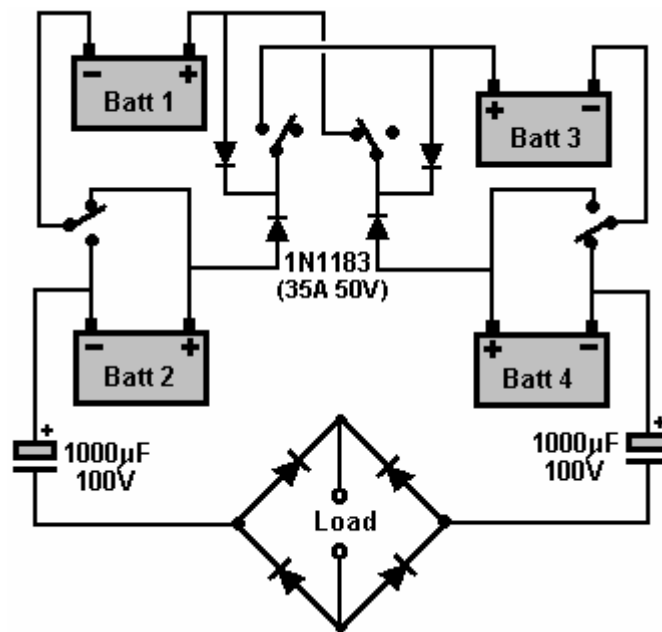 - +
Batt 1
+ -
Batt 3
1N1183
(35A 50V)
- +
Batt 2
+ -
Batt 4
+
1000µF
100V
+
1000µF
100V
Load